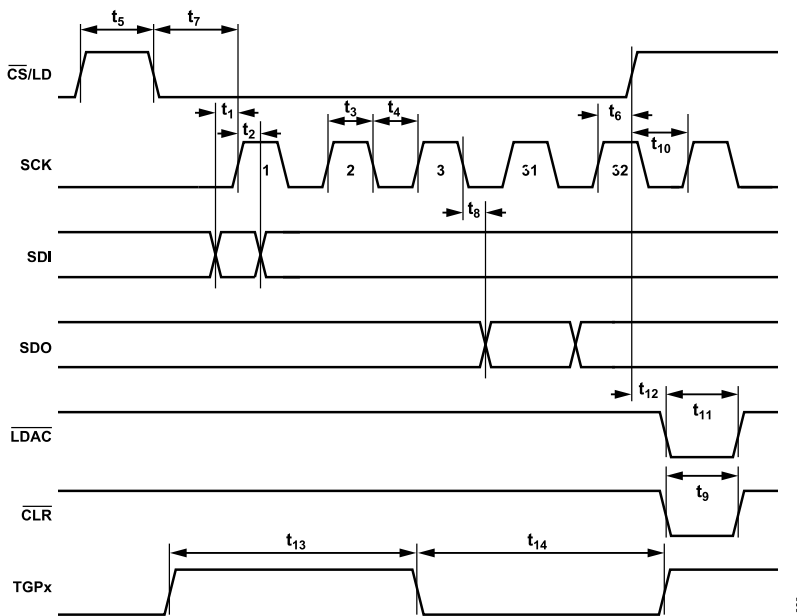 t5 t7
CS/LD
t1 t3 t4 t6
t2 t10
SCK 1 2 3 31 32
t8
SDI
SDO
t12 t11
LDAC
t9
CLR
t13 t14
TGPx